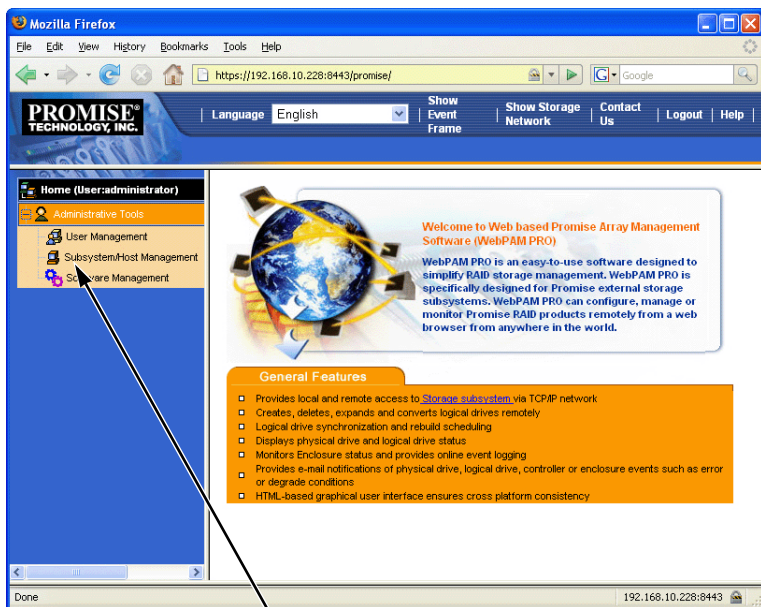 Mozilla Firefox
File Edit View History Bookmarks Tools Help
https://192.168.10.228:8443/promise/
G Google
PROMISE®
TECHNOLOGY, INC.
| Language English | Show Event Frame | Show Storage Network | Contact Us | Logout | Help |
Home (User:administrator)
Administrative Tools
User Management
Subsystem/Host Management
Software Management
Welcome to Web based Promise Array Management
Software (WebPAM PRO)
WebPAM PRO is an easy-to-use software designed to
simplify RAID storage management. WebPAM PRO is
specifically designed for Promise external storage
subsystems. WebPAM PRO can configure, manage or
monitor Promise RAID products remotely from a web
browser from anywhere in the world.
General Features
Provides local and remote access to Storage subsystem via TCP/IP network
Creates, deletes, expands and converts logical drives remotely
Logical drive synchronization and rebuild scheduling
Displays physical drive and logical drive status
Monitors Enclosure status and provides online event logging
Provides e-mail notifications of physical drive, logical drive, controller or enclosure events such as error
or degrade conditions
HTML-based graphical user interface ensures cross platform consistency
Done
192.168.10.228:8443